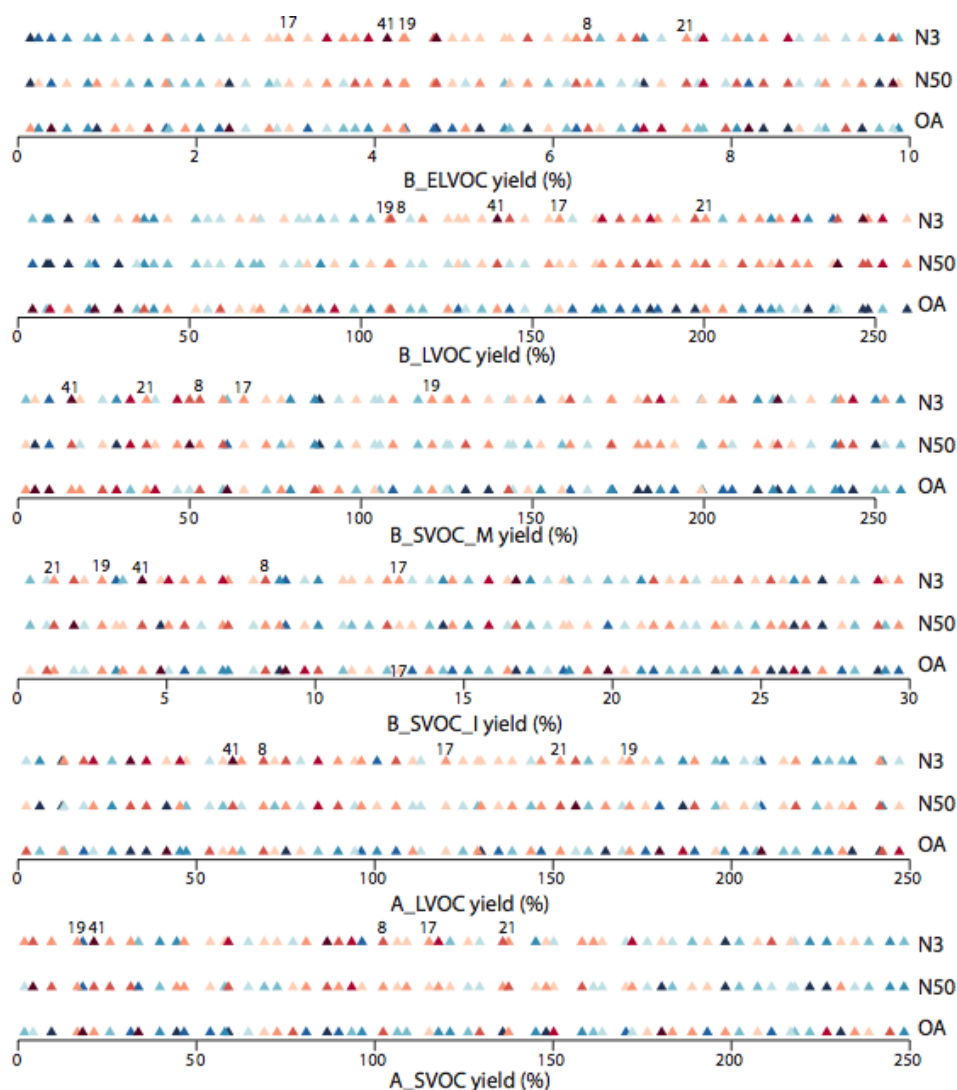 17 41 19 8 21
N3
N50
OA
0 2 4 6 8 10
B_ELVOC yield (%)
19 8 41 17 21
N3
N50
OA
0 50 100 150 200 250
B_LVOC yield (%)
41 21 8 17 19
N3
N50
OA
0 50 100 150 200 250
B_SVOC_M yield (%)
21 19 41 8 17
N3
N50
OA
17
0 5 10 15 20 25 30
B_SVOC_I yield (%)
41 8 17 21 19
N3
N50
OA
0 50 100 150 200 250
A_LVOC yield (%)
19 41 8 17 21
N3
N50
OA
0 50 100 150 200 250
A_SVOC yield (%)